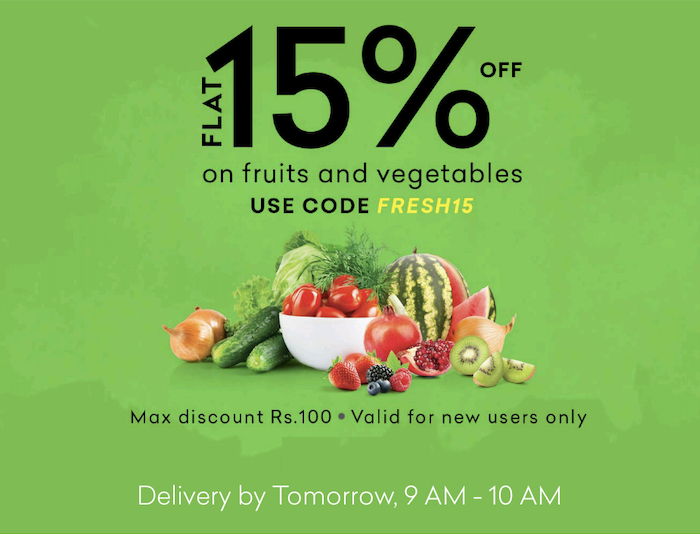 FLAT 15% OFF
on fruits and vegetables
USE CODE FRESH15
Max discount Rs.100 • Valid for new users only
Delivery by Tomorrow, 9 AM - 10 AM